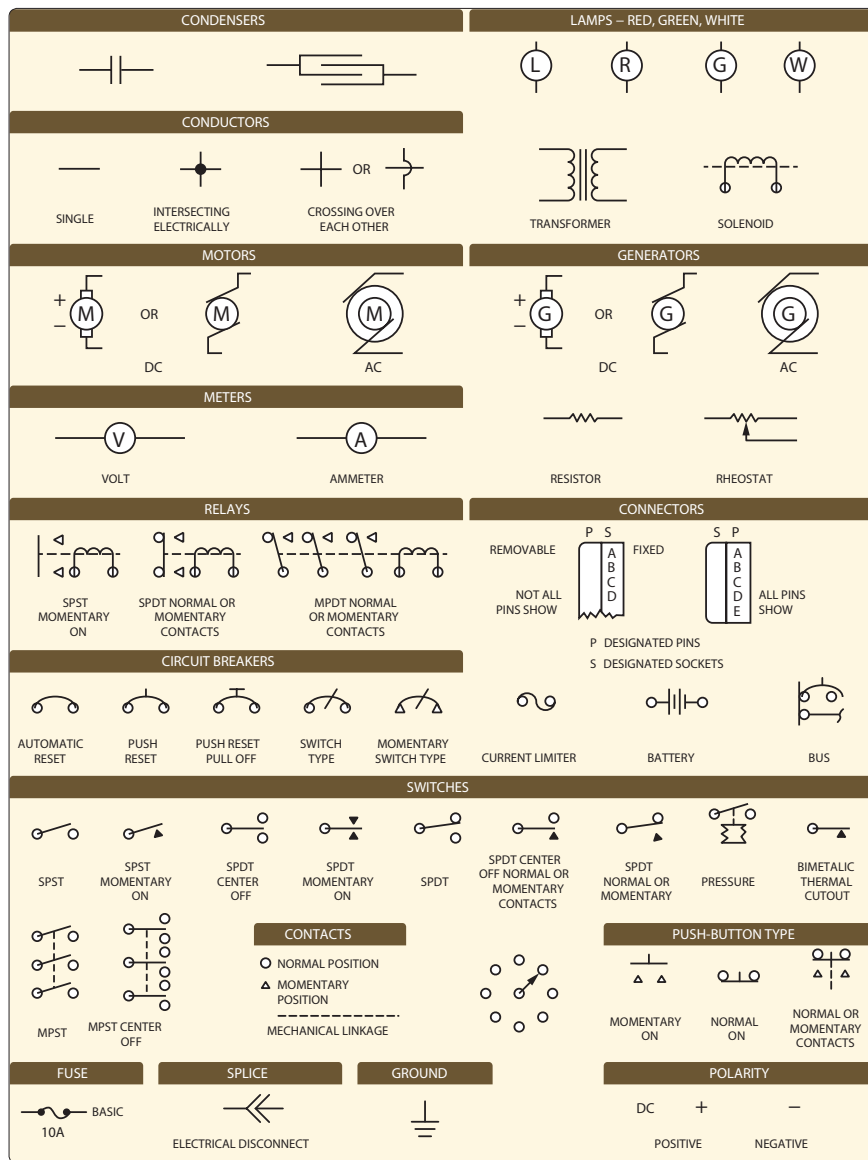 CONDENSERS
LAMPS – RED, GREEN, WHITE
L R G W
CONDUCTORS
OR
SINGLE
INTERSECTING
ELECTRICALLY
CROSSING OVER
EACH OTHER
TRANSFORMER
SOLENOID
MOTORS
+
−
M
OR
M
M
DC
AC
GENERATORS
+
−
G
OR
G
G
DC
AC
METERS
V
A
VOLT
AMMETER
RESISTOR
RHEOSTAT
RELAYS
SPST
MOMENTARY
ON
SPDT NORMAL OR
MOMENTARY
CONTACTS
MPDT NORMAL
OR MOMENTARY
CONTACTS
CONNECTORS
P S
REMOVABLE
A
B
C
D
FIXED
NOT ALL
PINS SHOW
S P
A
B
C
D
E
ALL PINS
SHOW
P DESIGNATED PINS
S DESIGNATED SOCKETS
CIRCUIT BREAKERS
AUTOMATIC
RESET
PUSH
RESET
PUSH RESET
PULL OFF
SWITCH
TYPE
MOMENTARY
SWITCH TYPE
CURRENT LIMITER
BATTERY
BUS
SWITCHES
SPST
SPST
MOMENTARY
ON
SPDT
CENTER
OFF
SPDT
MOMENTARY
ON
SPDT
SPDT CENTER
OFF NORMAL OR
MOMENTARY
CONTACTS
SPDT
NORMAL OR
MOMENTARY
PRESSURE
BIMETALIC
THERMAL
CUTOUT
MPST
MPST CENTER
OFF
CONTACTS
NORMAL POSITION
MOMENTARY
POSITION
MECHANICAL LINKAGE
PUSH-BUTTON TYPE
MOMENTARY
ON
NORMAL
ON
NORMAL OR
MOMENTARY
CONTACTS
FUSE
BASIC
10A
SPLICE
ELECTRICAL DISCONNECT
GROUND
POLARITY
DC + −
POSITIVE NEGATIVE